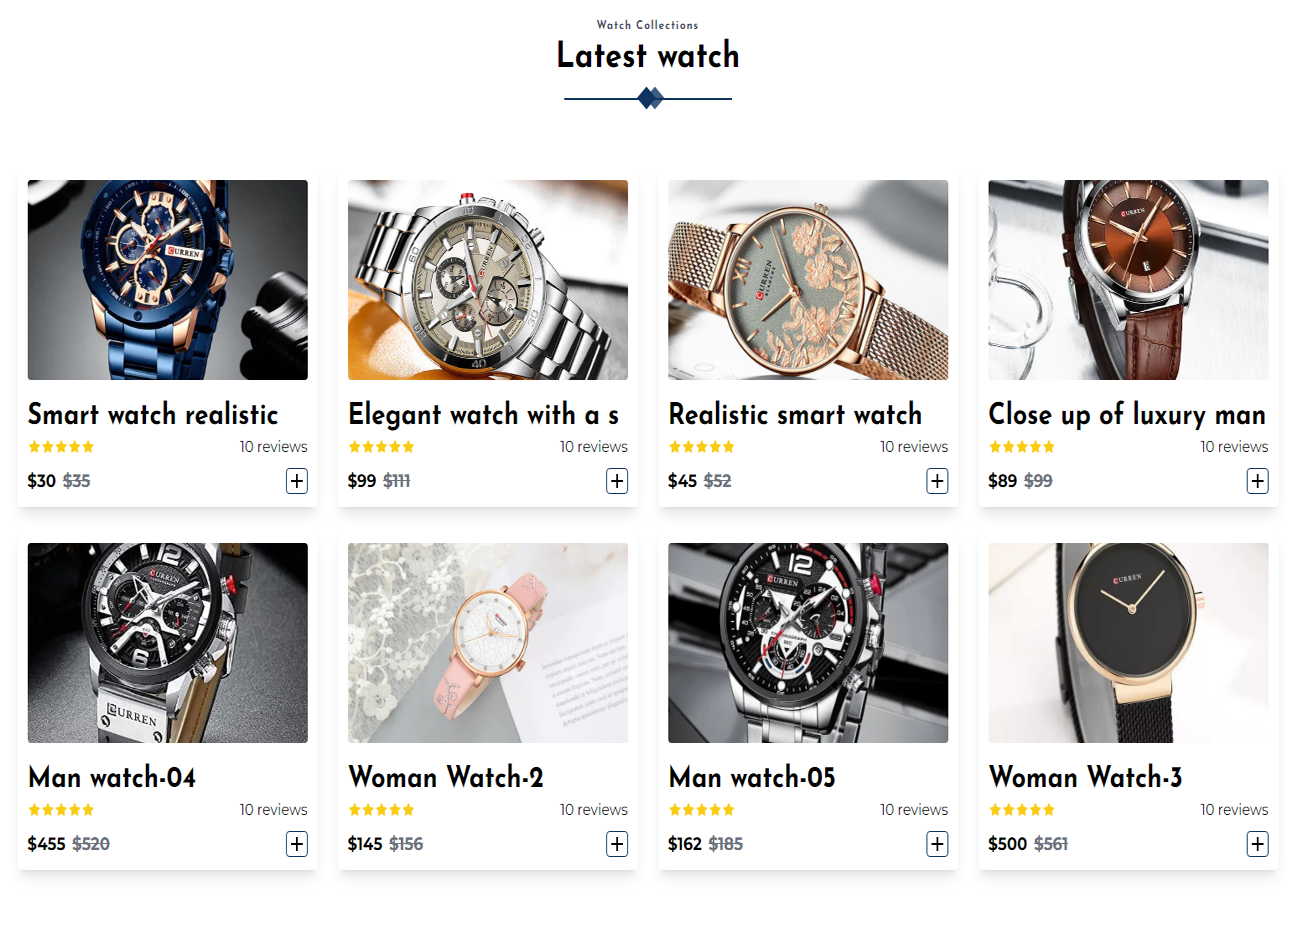 Watch Collections
Latest watch
CURREN
CURREN
CURREN
CURREN
Smart watch realistic
Elegant watch with a s
Realistic smart watch
Close up of luxury man
10 reviews
10 reviews
10 reviews
10 reviews
$30 $35
$99 $111
$45 $52
$89 $99
CURREN
CURREN
CURREN
CURREN
Man watch-04
Woman Watch-2
Man watch-05
Woman Watch-3
10 reviews
10 reviews
10 reviews
10 reviews
$455 $520
$145 $156
$162 $185
$500 $561